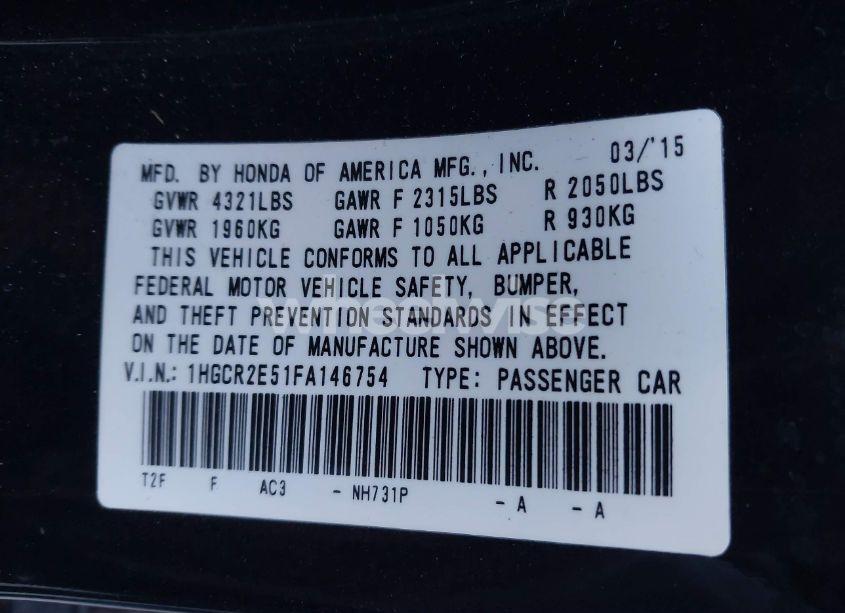 MFD. BY HONDA OF AMERICA MFG., INC. 03/'15
GVWR 4321LBS GAWR F 2315LBS R 2050LBS
GVWR 1960KG GAWR F 1050KG R 930KG
THIS VEHICLE CONFORMS TO ALL APPLICABLE
FEDERAL MOTOR VEHICLE SAFETY, BUMPER,
AND THEFT PREVENTION STANDARDS IN EFFECT
wheelwise
ON THE DATE OF MANUFACTURE SHOWN ABOVE.
V.I.N.: 1HGCR2E51FA146754 TYPE: PASSENGER CAR
T2F F AC3 - NH731P - A - A